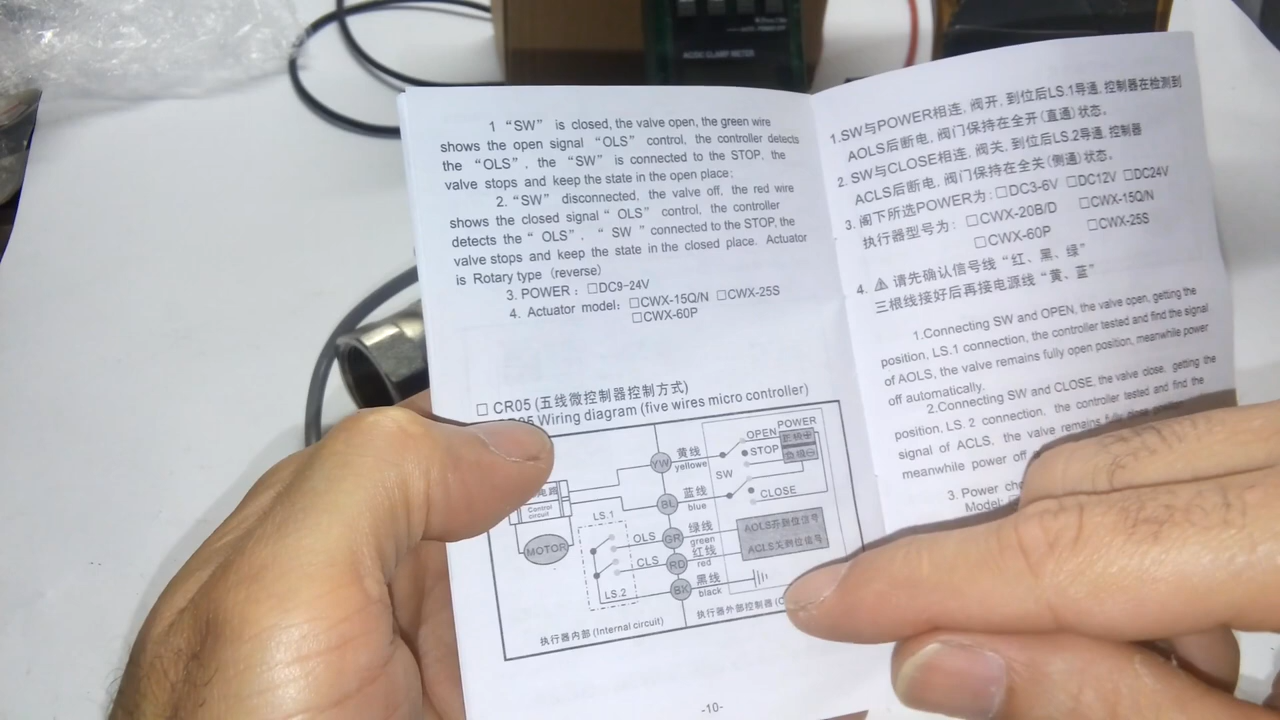 AC/DC CLAMP METER
1 “SW” is closed, the valve open, the green wire
shows the open signal “OLS” control, the controller detects
the “OLS”, the “SW” is connected to the STOP, the
valve stops and keep the state in the open place;
2. “SW” disconnected, the valve off, the red wire
shows the closed signal “ OLS” control, the controller
detects the “ OLS”, “ SW ” connected to the STOP, the
valve stops and keep the state in the closed place. Actuator
is Rotary type (reverse)
3. POWER : □DC9-24V
4. Actuator model: □CWX-15Q/N □CWX-25S
□CWX-60P
□ CR05 (五线微控制器控制方式)
Wiring diagram (five wires micro controller)
Control
circuit
MOTOR
LS.1
OLS
CLS
LS.2
YW
BL
GR
RD
BK
黄线
yellowe
蓝线
blue
绿线
green
红线
red
黑线
black
OPEN
POWER
STOP
SW
CLOSE
AOLS开到位信号
ACLS关到位信号
执行器内部 (Internal circuit)
执行器外部控制器
-10-
1.SW与POWER相连, 阀开, 到位后LS.1导通, 控制器在检测到
AOLS后断电, 阀门保持在全开(直通)状态。
2. SW与CLOSE相连, 阀关, 到位后LS.2导通, 控制器
ACLS后断电, 阀门保持在全关(侧通)状态。
3. 阁下所选POWER为: □DC3-6V □DC12V □DC24V
执行器型号为: □CWX-20B/D □CWX-15Q/N
□CWX-60P □CWX-25S
4. ⚠ 请先确认信号线“红、黑、绿”
三根线接好后再接电源线“黄、蓝”
1.Connecting SW and OPEN, the valve open, getting the
position, LS.1 connection, the controller tested and find the signal
of AOLS, the valve remains fully open position, meanwhile power
off automatically.
2.Connecting SW and CLOSE, the valve close, getting the
position, LS. 2 connection, the controller tested and find the
signal of ACLS, the valve remains fully close
meanwhile power off
3. Power
Model: